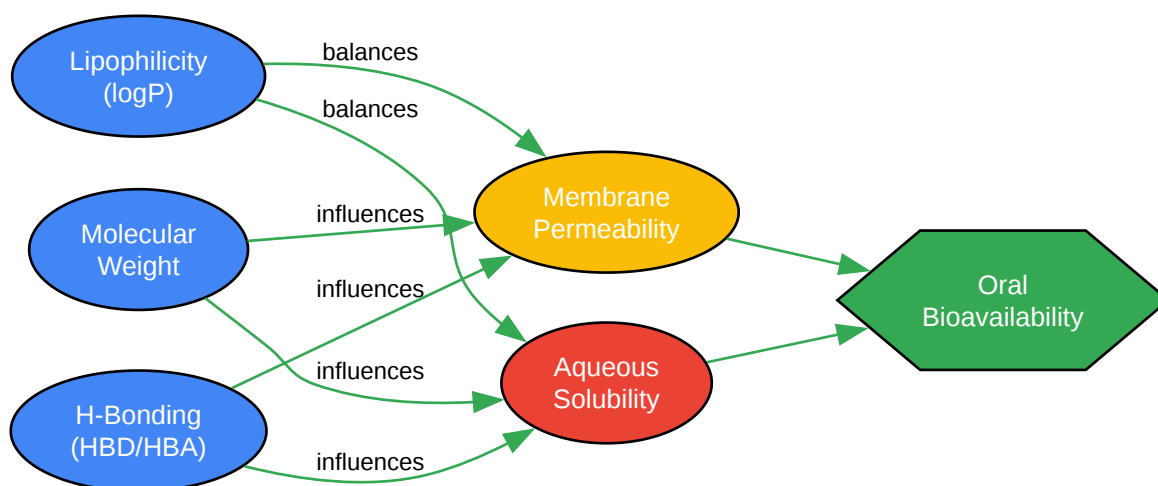 Lipophilicity
(logP)
balances
balances
Molecular
Weight
influences
influences
H-Bonding
(HBD/HBA)
influences
influences
Membrane
Permeability
Aqueous
Solubility
Oral
Bioavailability